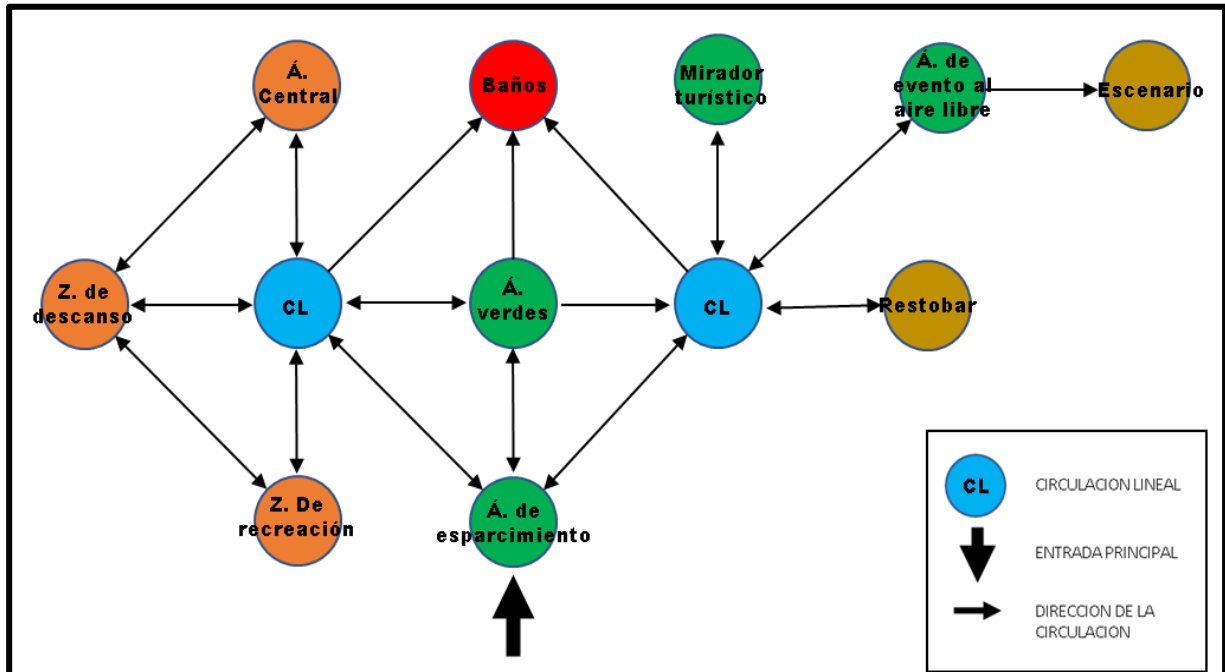 Á.
Central
Baños
Mirador
turístico
Á. de
evento al
aire libre
Escenario
Z. de
descanso
CL
Á.
verdes
CL
Restobar
Z. De
recreación
Á. de
esparcimiento
CL
CIRCULACION LINEAL
ENTRADA PRINCIPAL
DIRECCION DE LA
CIRCULACION